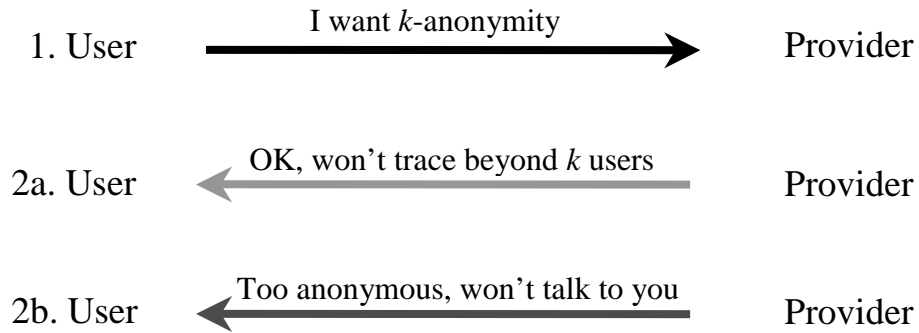 I want k-anonymity
1. User Provider
OK, won't trace beyond k users
2a. User Provider
Too anonymous, won't talk to you
2b. User Provider